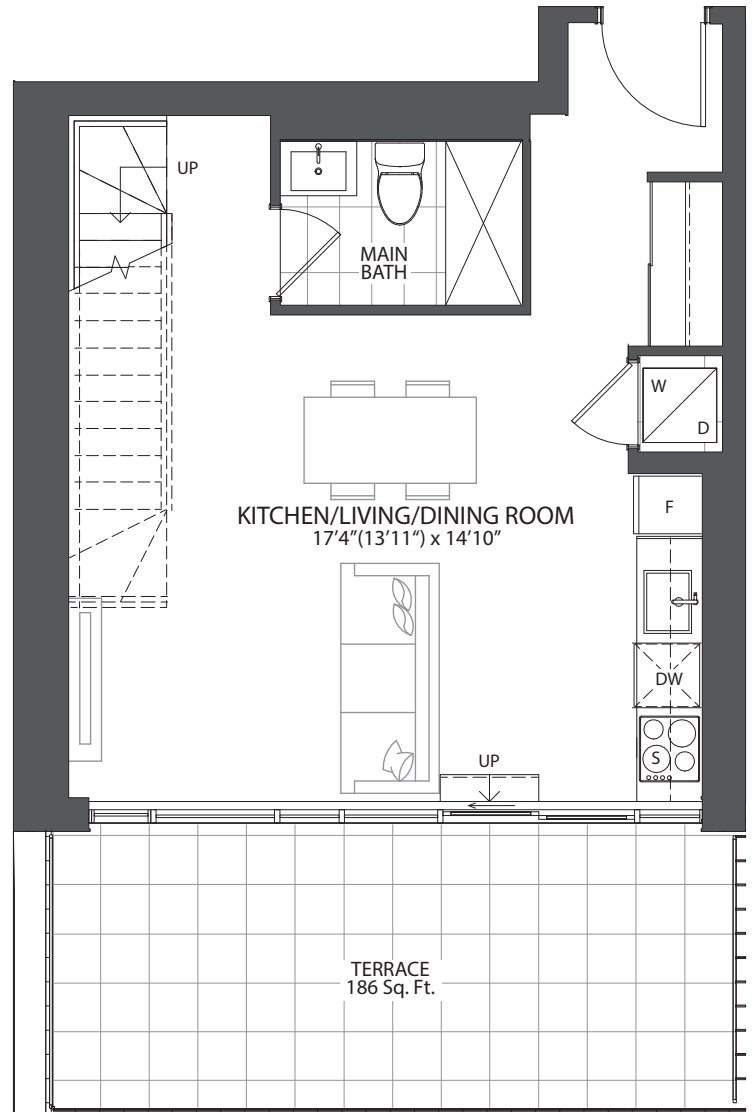 UP
MAIN
BATH
W
D
KITCHEN/LIVING/DINING ROOM
17’4”(13’11“) x 14’10”
F
DW
S
UP
TERRACE
186 Sq. Ft.